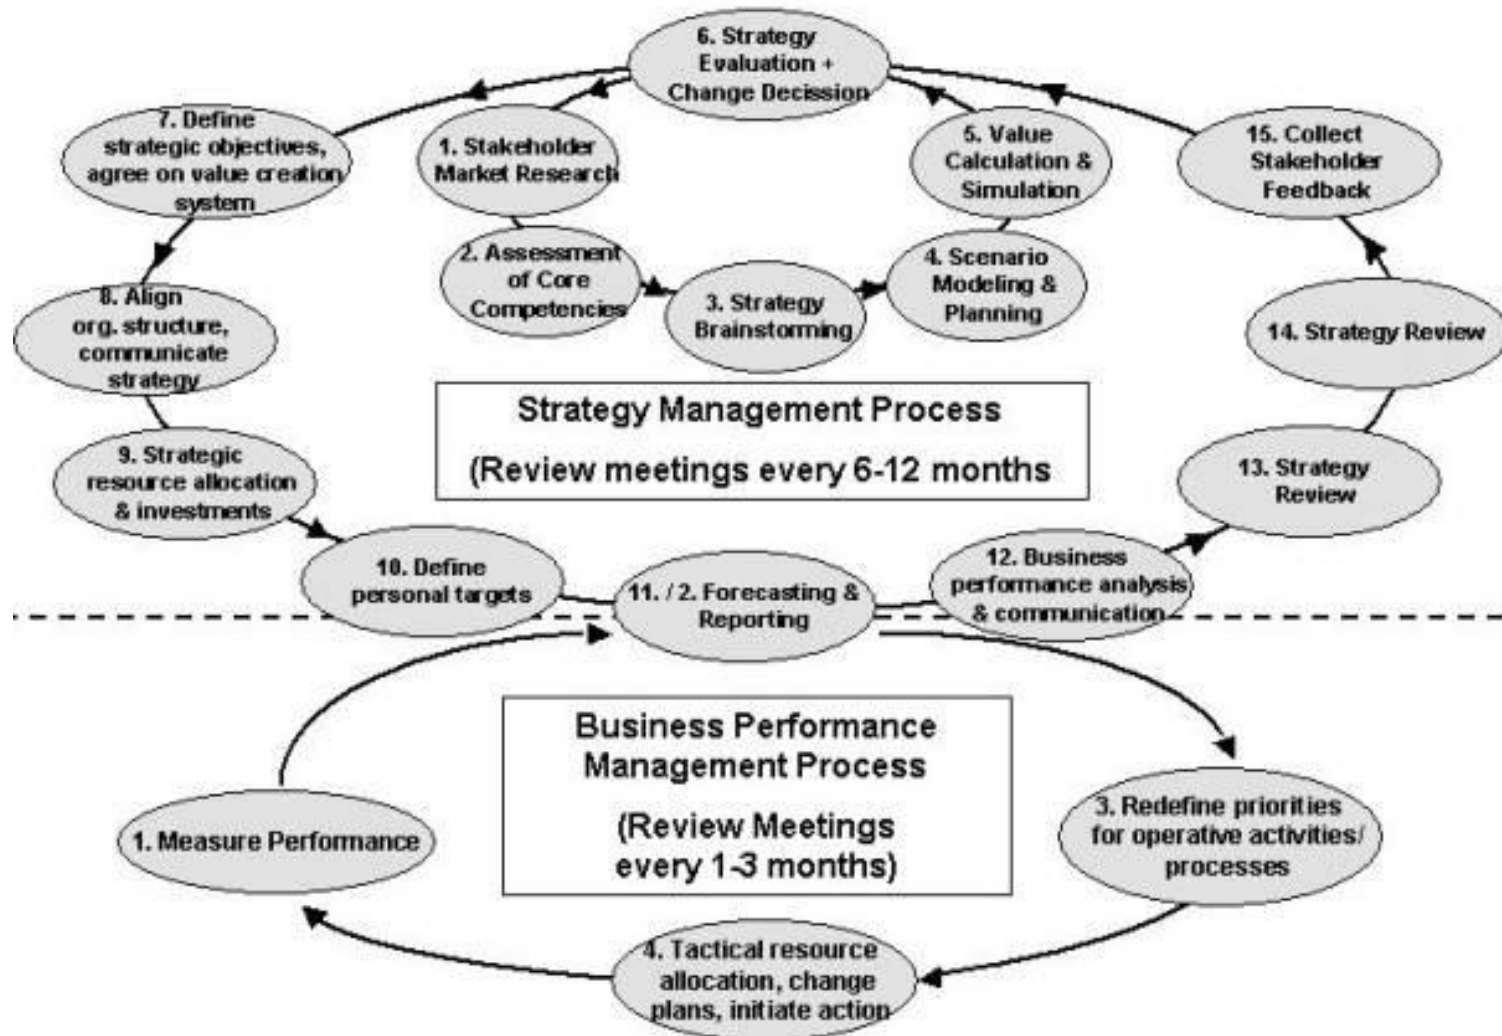 6. Strategy
Evaluation +
Change Decission
7. Define
strategic objectives,
agree on value creation
system
1. Stakeholder
Market Research
5. Value
Calculation &
Simulation
15. Collect
Stakeholder
Feedback
2. Assessment
of Core
Competencies
3. Strategy
Brainstorming
4. Scenario
Modeling &
Planning
8. Align
org. structure,
communicate
strategy
14. Strategy Review
Strategy Management Process
(Review meetings every 6-12 months
9. Strategic
resource allocation
& investments
13. Strategy
Review
10. Define
personal targets
11. / 2. Forecasting &
Reporting
12. Business
performance analysis
& communication
Business Performance
Management Process
(Review Meetings
every 1-3 months)
1. Measure Performance
3. Redefine priorities
for operative activities/
processes
4. Tactical resource
allocation, change
plans, initiate action